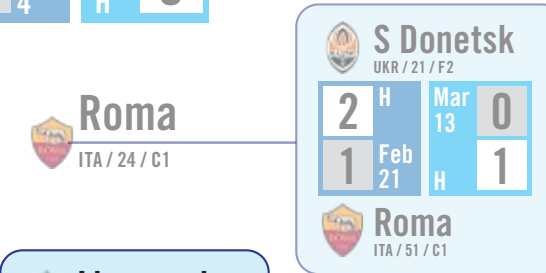 4 H
S Donetsk
UKR / 21 / F2
2 H Mar 13 0
1 Feb 21 H 1
Roma
ITA / 24 / C1
Roma
ITA / 51 / C1